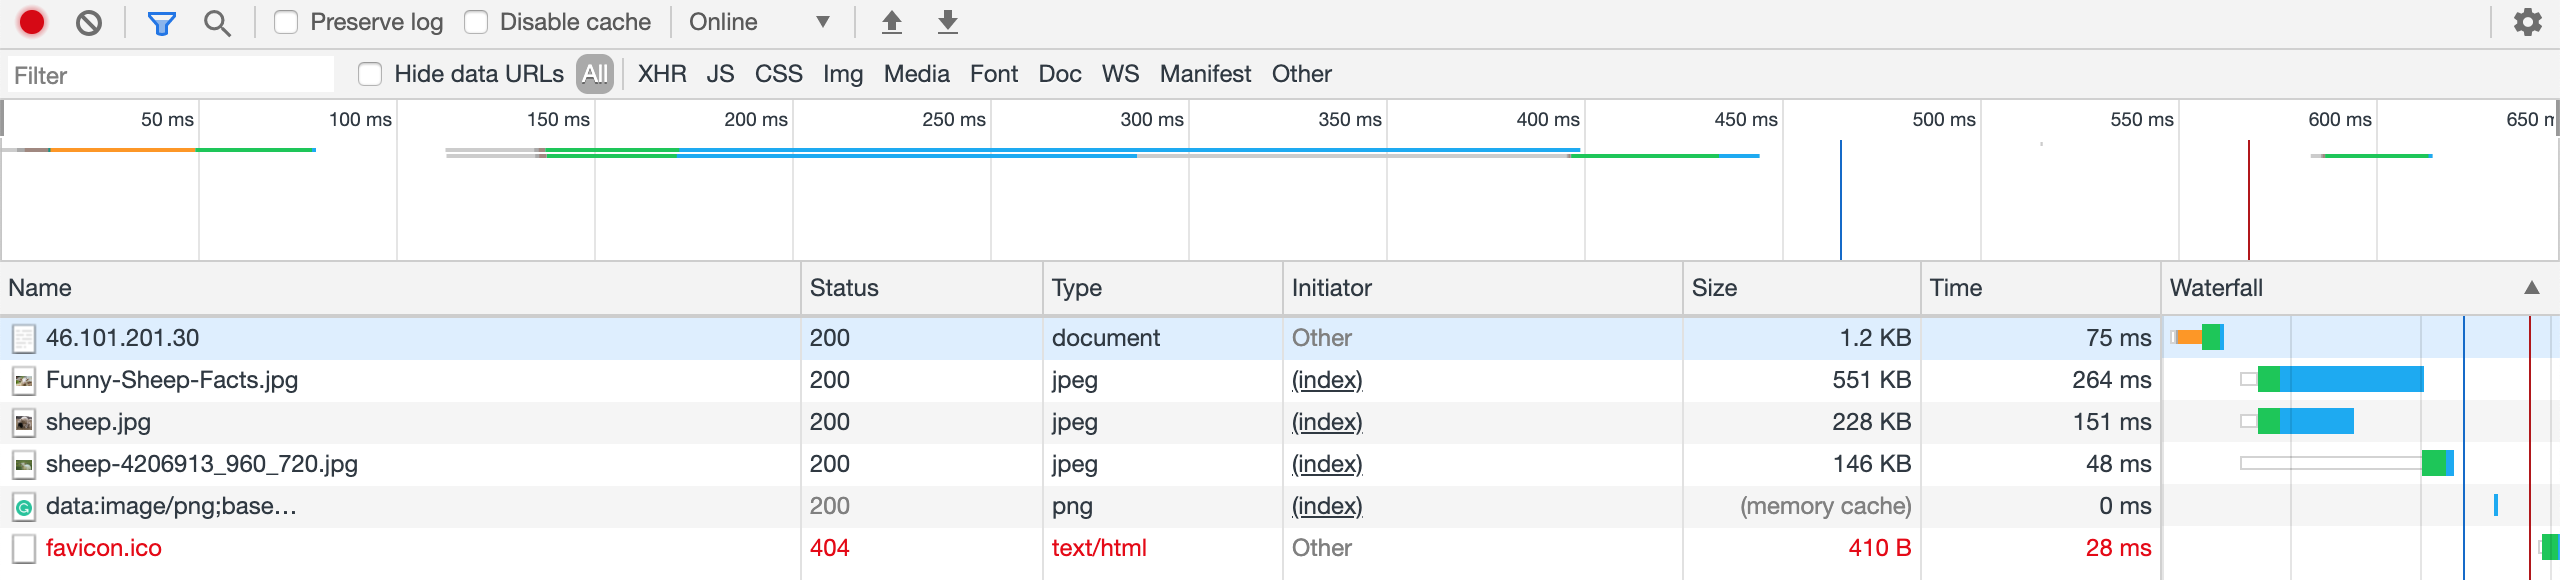 Preserve log Disable cache Online
Filter Hide data URLs All XHR JS CSS Img Media Font Doc WS Manifest Other
50 ms 100 ms 150 ms 200 ms 250 ms 300 ms 350 ms 400 ms 450 ms 500 ms 550 ms 600 ms 650 m
Name Status Type Initiator Size Time Waterfall
46.101.201.30 200 document Other 1.2 KB 75 ms
Funny-Sheep-Facts.jpg 200 jpeg (index) 551 KB 264 ms
sheep.jpg 200 jpeg (index) 228 KB 151 ms
sheep-4206913_960_720.jpg 200 jpeg (index) 146 KB 48 ms
data:image/png;base… 200 png (index) (memory cache) 0 ms
favicon.ico 404 text/html Other 410 B 28 ms